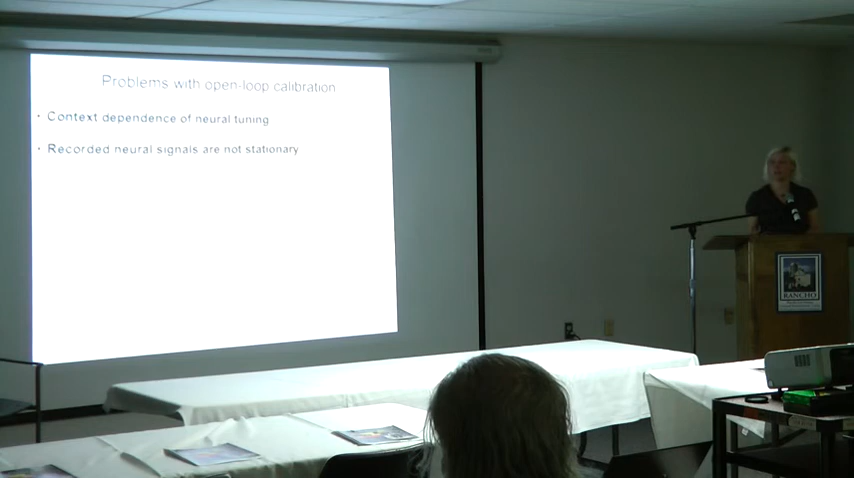 Problems with open-loop calibration
• Context dependence of neural tuning
• Recorded neural signals are not stationary
RANCHO